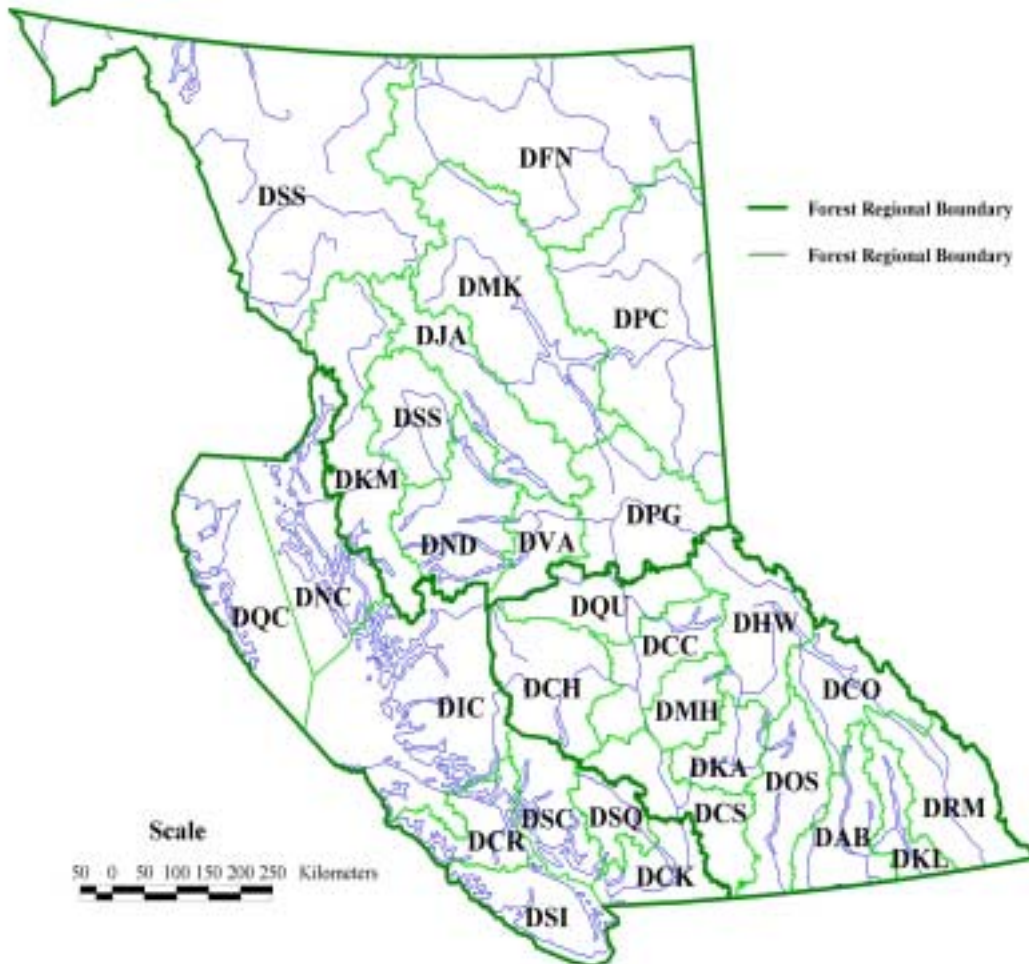 DFN
DSS
Forest Regional Boundary
Forest Regional Boundary
DMK
DPC
DJA
DSS
DKM
DPG
DND
DVA
DNC
DQC
DQU
DHW
DCC
DCH
DCO
DIC
DMH
DKA
DOS
DRM
DCS
DSC
DSQ
Scale
DCR
DAB
DKL
50 0 50 100 150 200 250 Kilometers
DCK
DSI